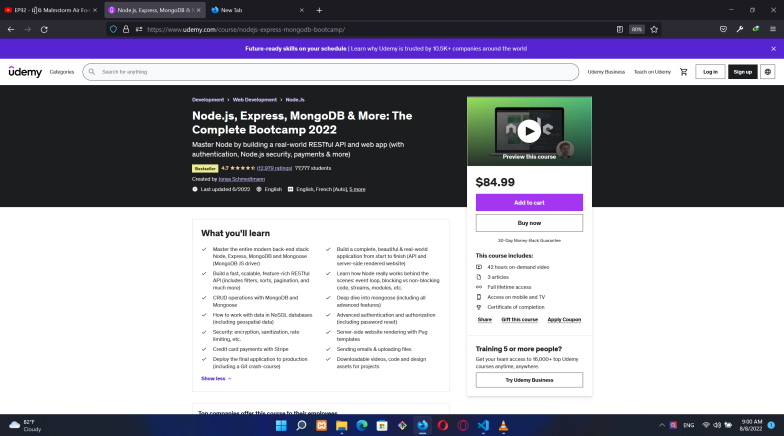 Node.js, Express, MongoDB &
New Tab
https://www.udemy.com/course/nodejs-express-mongodb-bootcamp/
80%
Future-ready skills on your schedule | Learn why Udemy is trusted by 10.5K+ companies around the world
udemy
Categories
Search for anything
Udemy Business
Teach on Udemy
Log in
Sign up
Development > Web Development > Node.Js
Node.js, Express, MongoDB & More: The
Complete Bootcamp 2022
Master Node by building a real-world RESTful API and web app (with
authentication, Node.js security, payments & more)
Bestseller 4.7 (12,979 ratings) 77,777 students
Created by Jonas Schmedtmann
Last updated 6/2022 English English, French [Auto], 5 more
Preview this course
$84.99
Add to cart
Buy now
30-Day Money-Back Guarantee
This course includes:
42 hours on-demand video
3 articles
Full lifetime access
Access on mobile and TV
Certificate of completion
Share Gift this course Apply Coupon
Training 5 or more people?
Get your team access to 16,000+ top Udemy
courses anytime, anywhere.
Try Udemy Business
What you'll learn
Master the entire modern back-end stack:
Node, Express, MongoDB and Mongoose
(MongoDB JS driver)
Build a fast, scalable, feature-rich RESTful
API (includes filters, sorts, pagination, and
much more)
CRUD operations with MongoDB and
Mongoose
How to work with data in NoSQL databases
(including geospatial data)
Security: encryption, sanitization, rate
limiting, etc.
Credit card payments with Stripe
Deploy the final application to production
(including a Git crash-course)
Build a complete, beautiful & real-world
application from start to finish (API and
server-side rendered website)
Learn how Node really works behind the
scenes: event loop, blocking vs non-blocking
code, streams, modules, etc.
Deep dive into mongoose (including all
advanced features)
Advanced authentication and authorization
(including password reset)
Server-side website rendering with Pug
templates
Sending emails & uploading files
Downloadable videos, code and design
assets for projects
Show less
Top companies offer this course to their employees
82°F
Cloudy
ENG
9:00 AM
8/8/2022